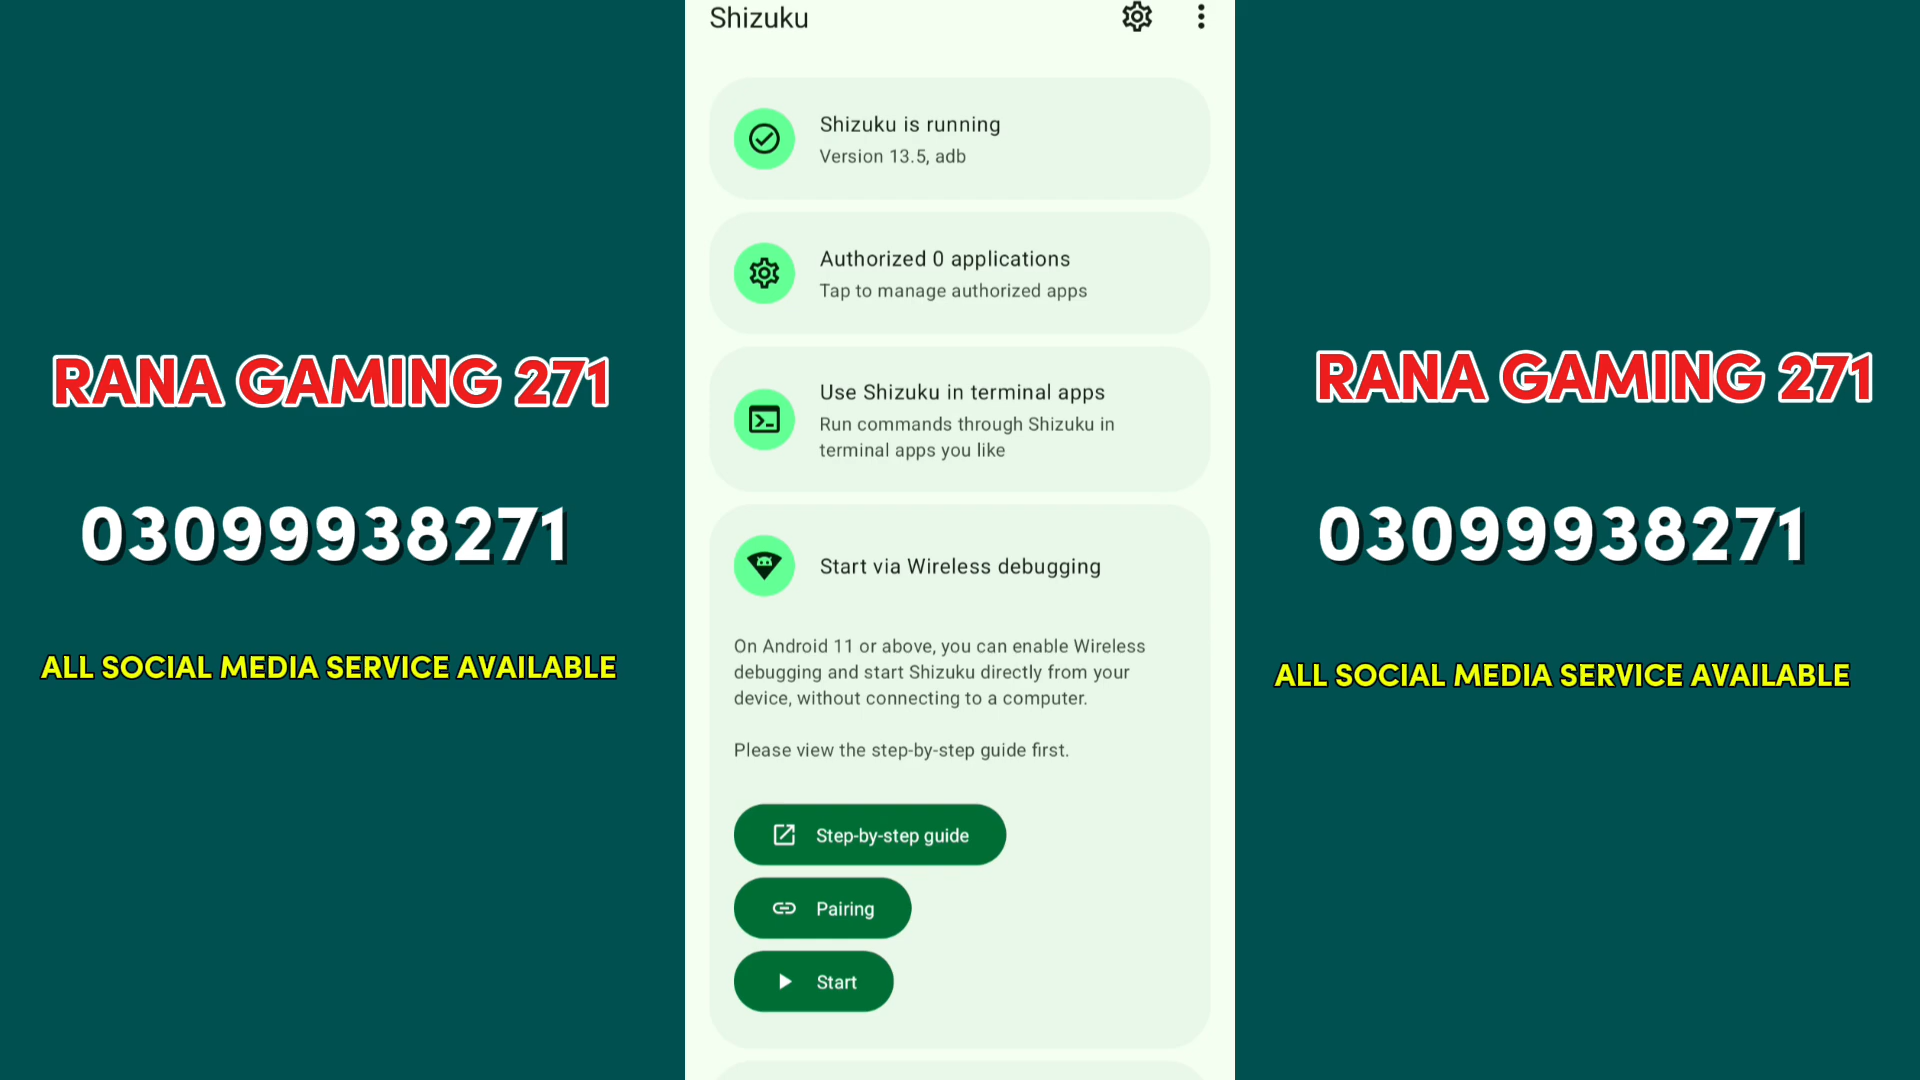 Shizuku
Shizuku is running
Version 13.5, adb
Authorized 0 applications
Tap to manage authorized apps
Use Shizuku in terminal apps
Run commands through Shizuku in
terminal apps you like
Start via Wireless debugging
On Android 11 or above, you can enable Wireless
debugging and start Shizuku directly from your
device, without connecting to a computer.
Please view the step-by-step guide first.
Step-by-step guide
Pairing
Start
RANA GAMING 271
03099938271
ALL SOCIAL MEDIA SERVICE AVAILABLE
RANA GAMING 271
03099938271
ALL SOCIAL MEDIA SERVICE AVAILABLE